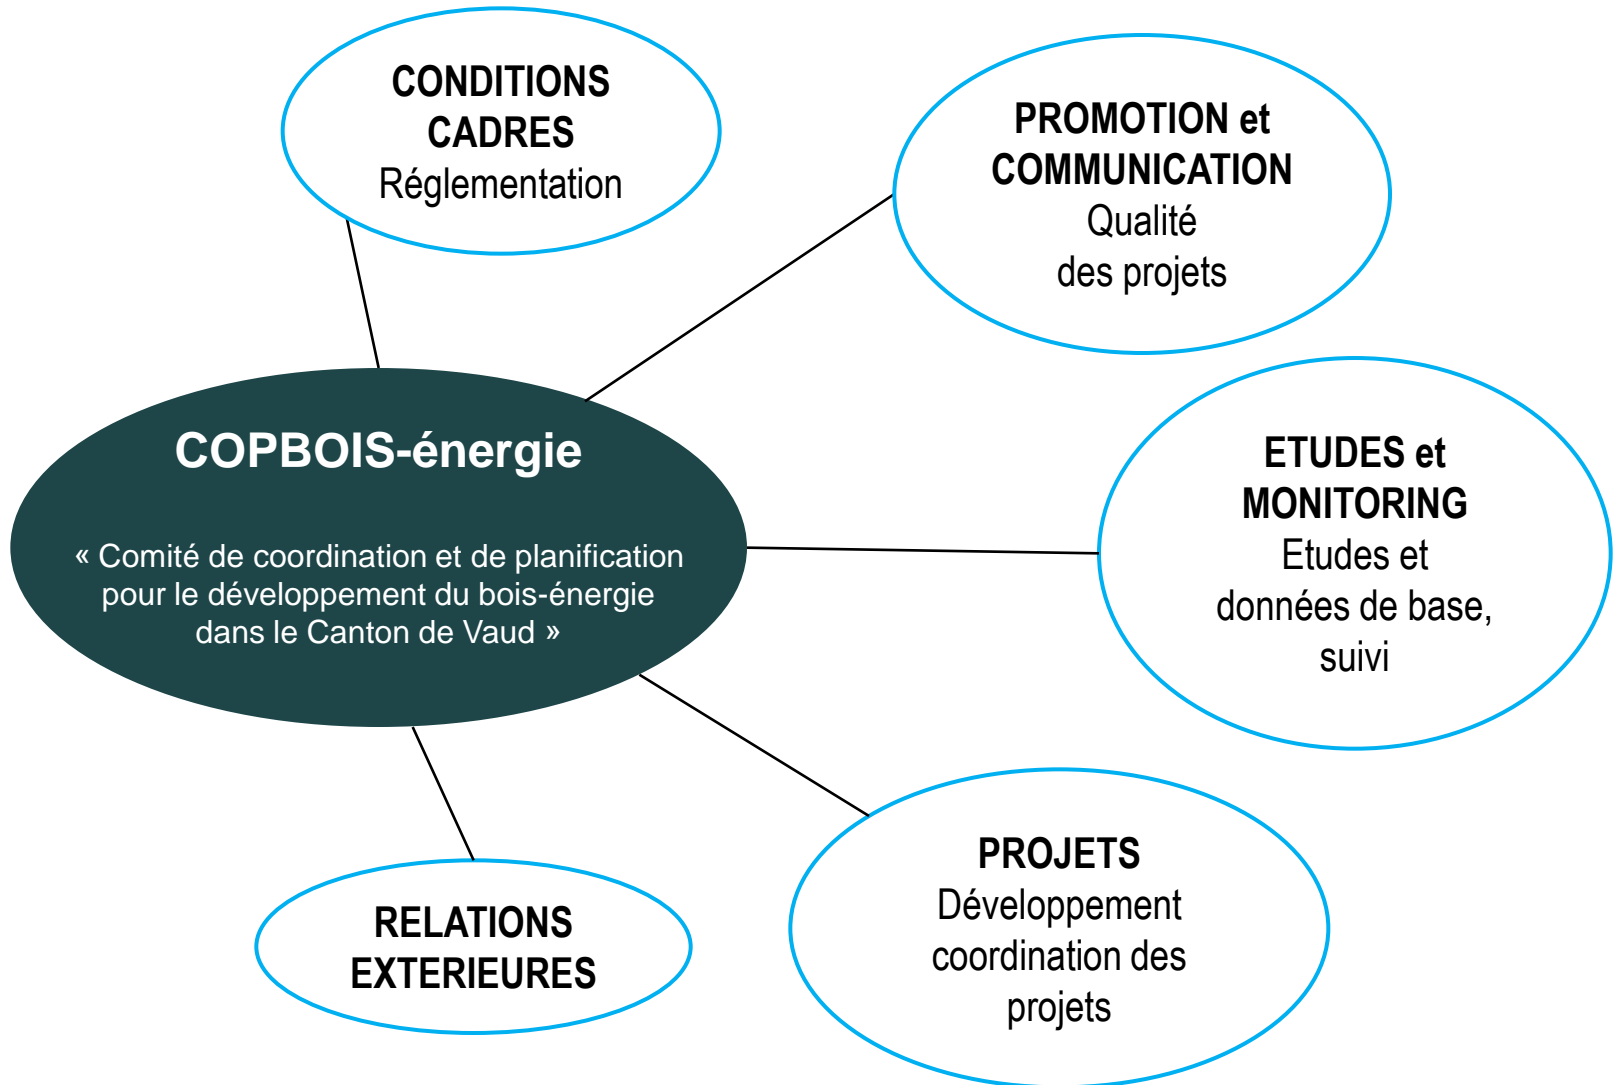 CONDITIONS
CADRES
Réglementation
PROMOTION et
COMMUNICATION
Qualité
des projets
COPBOIS-énergie
« Comité de coordination et de planification
pour le développement du bois-énergie
dans le Canton de Vaud »
ETUDES et
MONITORING
Etudes et
données de base,
suivi
PROJETS
Développement
coordination des
projets
RELATIONS
EXTERIEURES